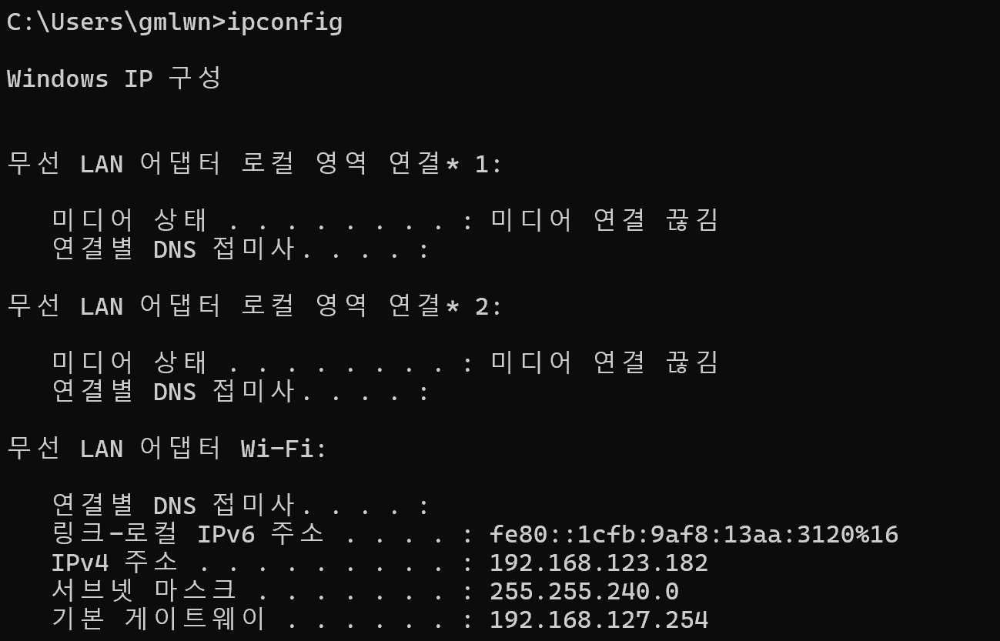 C:\Users\gmlwn>ipconfig
Windows IP 구성
무선 LAN 어댑터 로컬 영역 연결* 1:
미디어 상태 . . . . . . . . : 미디어 연결 끊김
연결별 DNS 접미사. . . . :
무선 LAN 어댑터 로컬 영역 연결* 2:
미디어 상태 . . . . . . . . : 미디어 연결 끊김
연결별 DNS 접미사. . . . :
무선 LAN 어댑터 Wi-Fi:
연결별 DNS 접미사. . . . :
링크-로컬 IPv6 주소 . . . . : fe80::1cfb:9af8:13aa:3120%16
IPv4 주소 . . . . . . . . . : 192.168.123.182
서브넷 마스크 . . . . . . . : 255.255.240.0
기본 게이트웨이 . . . . . . : 192.168.127.254